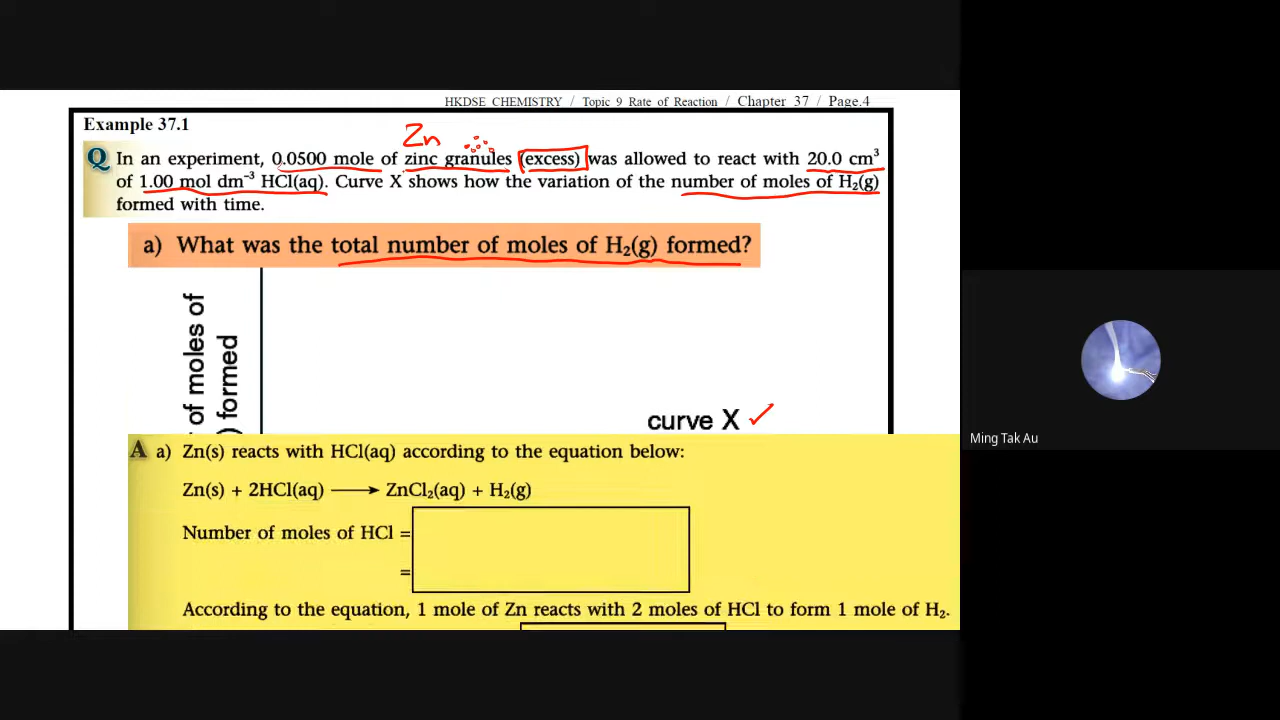 HKDSE CHEMISTRY / Topic 9 Rate of Reaction / Chapter 37 / Page.4
Example 37.1
Zn
Q In an experiment, 0.0500 mole of zinc granules (excess) was allowed to react with 20.0 cm³
of 1.00 mol dm⁻³ HCl(aq). Curve X shows how the variation of the number of moles of H₂(g)
formed with time.
a) What was the total number of moles of H₂(g) formed?
of moles of
) formed
curve X ✓
A a) Zn(s) reacts with HCl(aq) according to the equation below:
Zn(s) + 2HCl(aq) ⟶ ZnCl₂(aq) + H₂(g)
Number of moles of HCl =
=
According to the equation, 1 mole of Zn reacts with 2 moles of HCl to form 1 mole of H₂.
Ming Tak Au